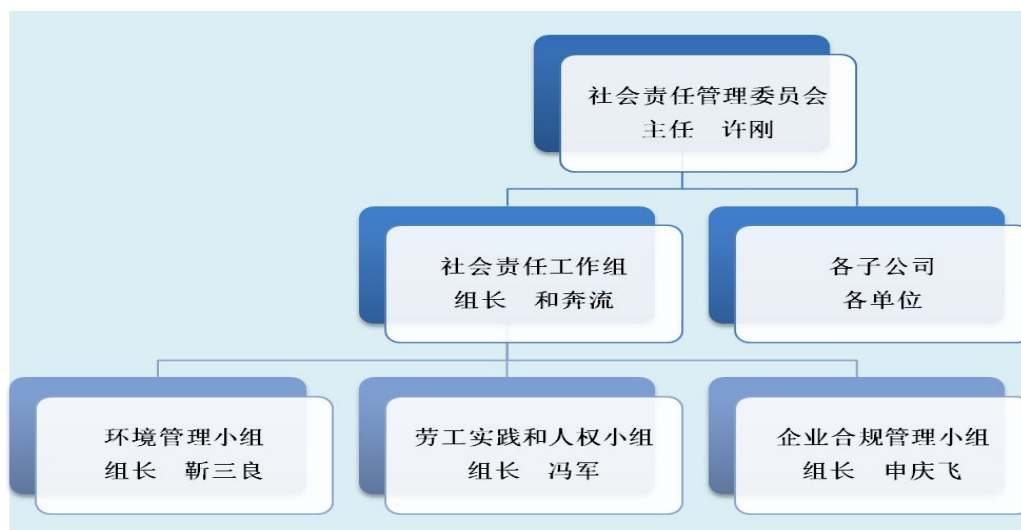 社会责任管理委员会
主任 许刚
社会责任工作组
组长 和奔流
各子公司
各单位
环境管理小组
组长 靳三良
劳工实践和人权小组
组长 冯军
企业合规管理小组
组长 申庆飞